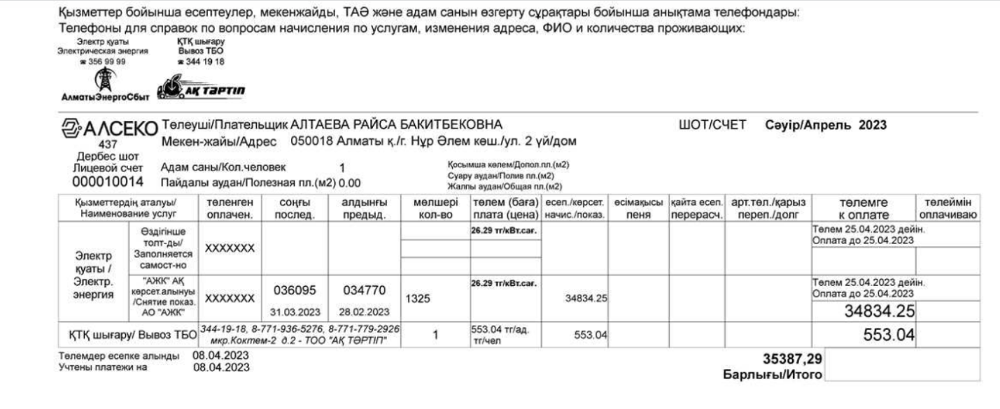 Қызметтер бойынша есептеулер, мекенжайды, ТАӘ және адам санын өзгерту сұрақтары бойынша анықтама телефондары:
Телефоны для справок по вопросам начисления по услугам, изменения адреса, ФИО и количества проживающих:
Электр қуаты ҚТҚ шығару
Электрическая энергия Вывоз ТБО
☎ 356 99 99 ☎ 344 19 18
АлматыЭнергоСбыт АҚ ТӘРТІП
АЛСЕКО Төлеуші/Плательщик АЛТАЕВА РАЙСА БАКИТБЕКОВНА ШОТ/СЧЕТ Сәуір/Апрель 2023
437 Мекен-жайы/Адрес 050018 Алматы қ./г. Нұр Әлем көш./ул. 2 үй/дом
Дербес шот
Лицевой счет Адам саны/Кол.человек 1
000010014 Пайдалы аудан/Полезная пл.(м2) 0.00
Қосымша көлем/Допол.пл.(м2)
Суару аудан/Полив пл.(м2)
Жалпы аудан/Общая пл.(м2)
Қызметтердің аталуы/ төленген соңғы алдыңғы мөлшері төлем (баға) есеп./көрсет. өсімақысы қайта есеп. арт.төл./қарыз төлемге төлеймін
Наименование услуг оплачен. послед. предыд. кол-во плата (цена) начис./показ. пеня перерасч. переп./долг к оплате оплачиваю
Электр
қуаты /
Электр.
энергия
Өздігінше
толт-ды/
Заполняется
самост-но
XXXXXXX
26.29 тг/кВт.сағ.
Төлем 25.04.2023 дейін.
Оплата до 25.04.2023
"АЖК" АҚ
көрсет.алынуы
/Снятие показ.
АО "АЖК"
XXXXXXX
036095 034770
31.03.2023 28.02.2023
1325
26.29 тг/кВт.сағ.
34834.25
Төлем 25.04.2023 дейін.
Оплата до 25.04.2023
34834.25
ҚТҚ шығару/ Вывоз ТБО
344-19-18, 8-771-936-5276, 8-771-779-2926
мкр.Коктем-2 д.2 - ТОО "АҚ ТӘРТІП"
1
553.04 тг/ад.
тг/чел
553.04
553.04
Төлемдер есепке алынды 08.04.2023
Учтены платежи на 08.04.2023
35387,29
Барлығы/Итого